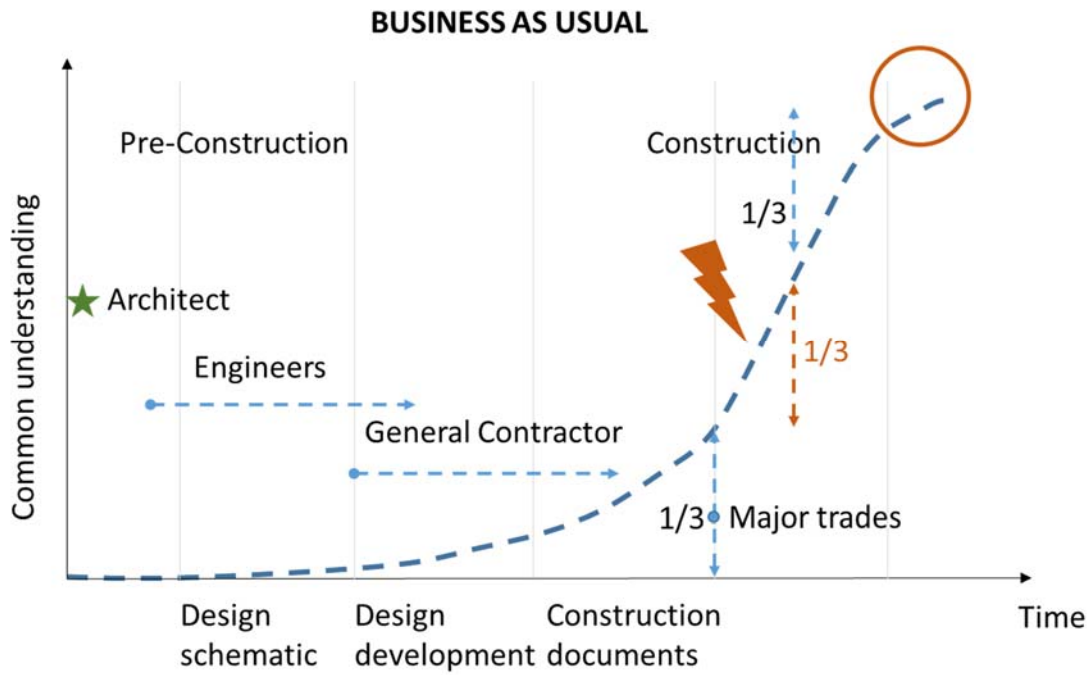 BUSINESS AS USUAL
Pre-Construction
Construction
1/3
Architect
1/3
Engineers
General Contractor
1/3
Major trades
Common understanding
Design
schematic
Design
development
Construction
documents
Time